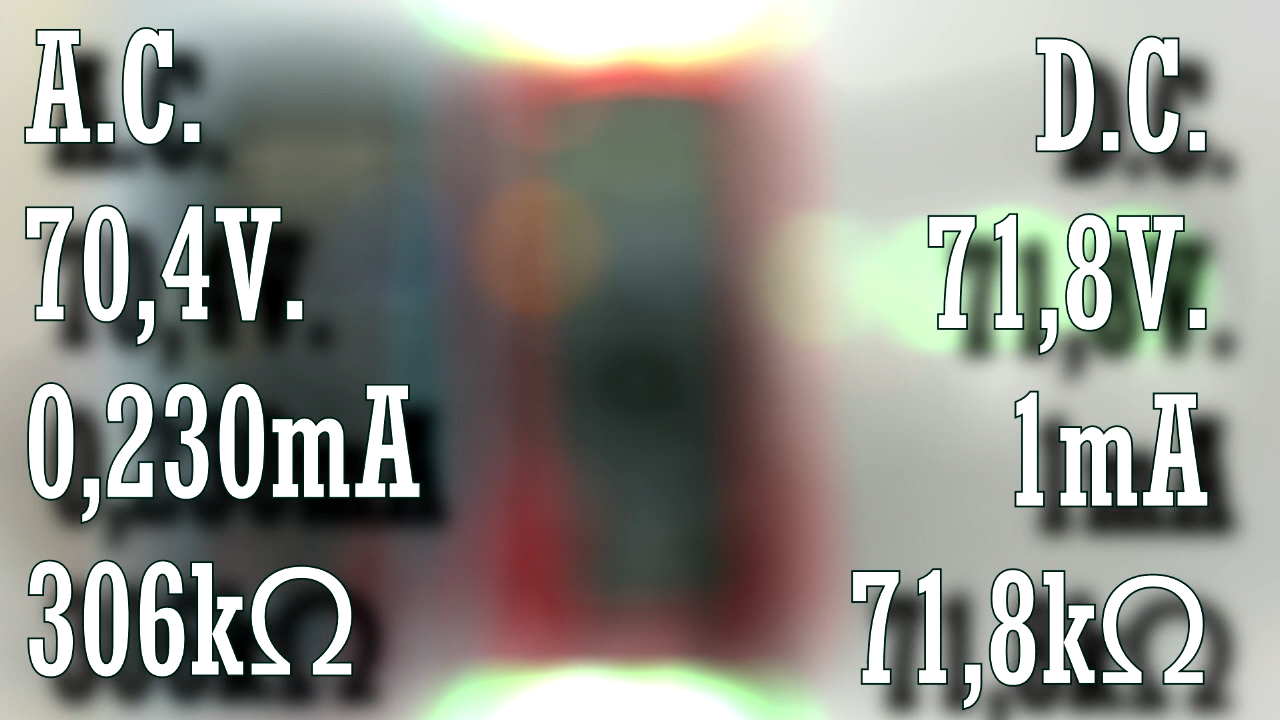 A.C.
70,4V.
0,230mA
306kΩ
D.C.
71,8V.
1mA
71,8kΩ